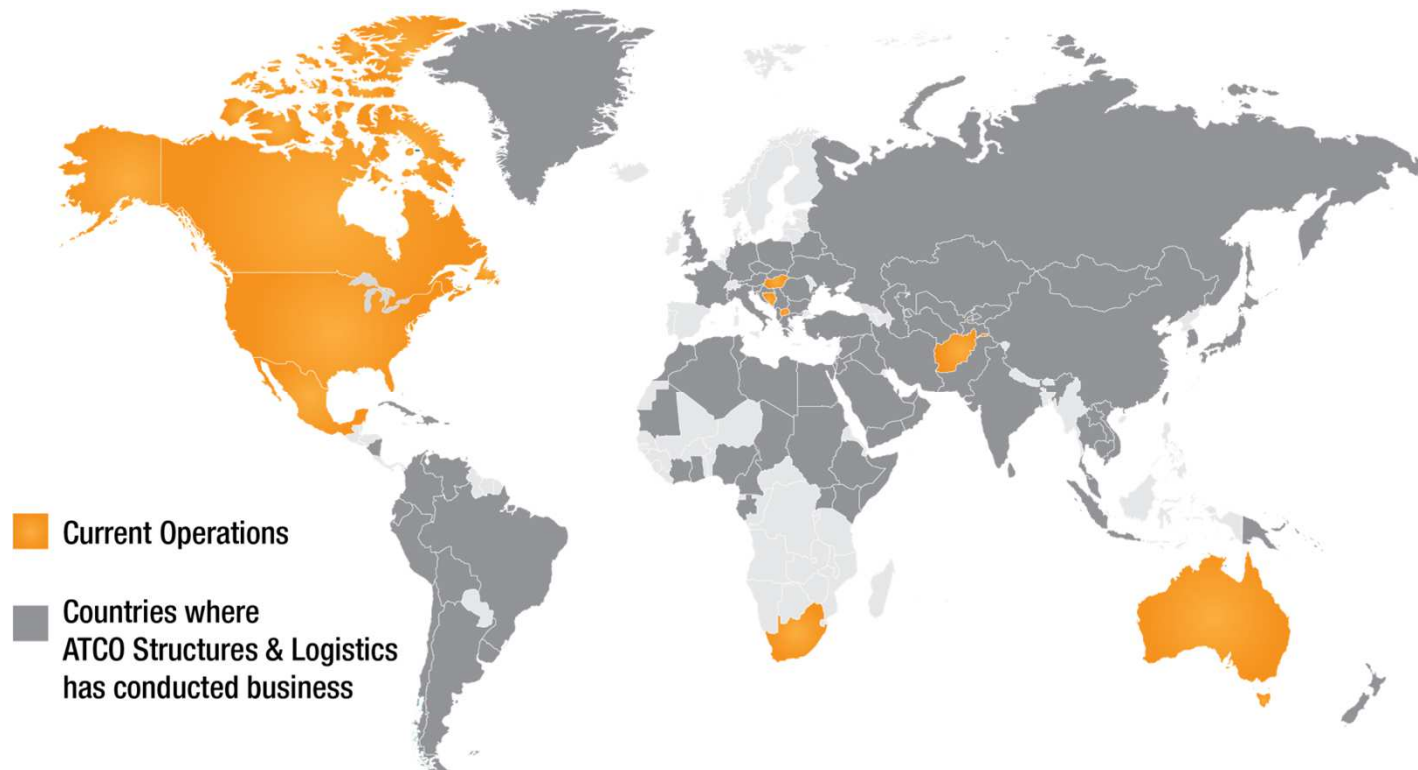 Current Operations
Countries where
ATCO Structures & Logistics
has conducted business